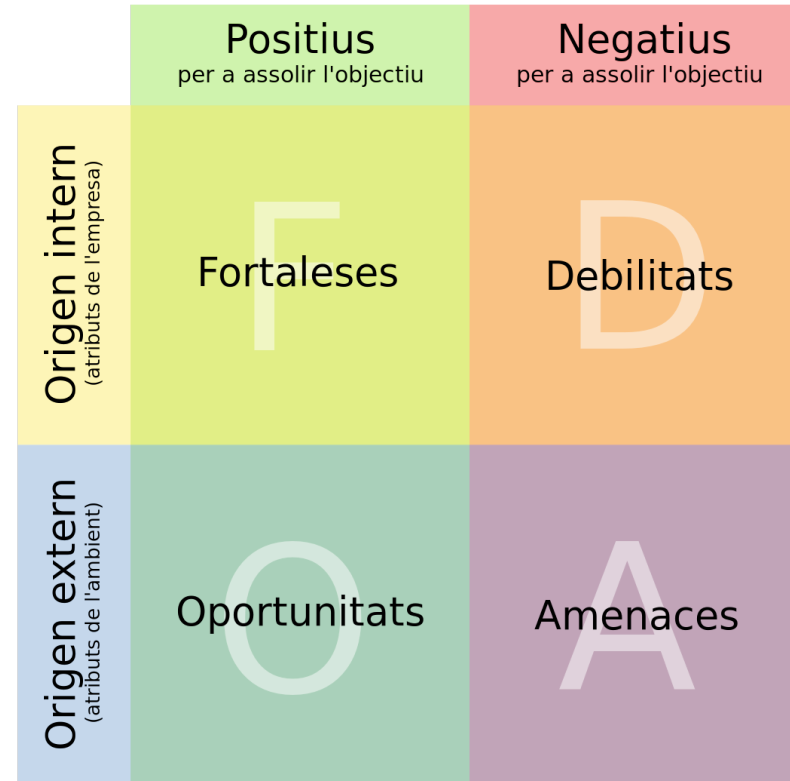 Positius
per a assolir l'objectiu
Negatius
per a assolir l'objectiu
Origen intern
(atributs de l'empresa)
F
Fortaleses
D
Debilitats
Origen extern
(atributs de l'ambient)
O
Oportunitats
A
Amenaces